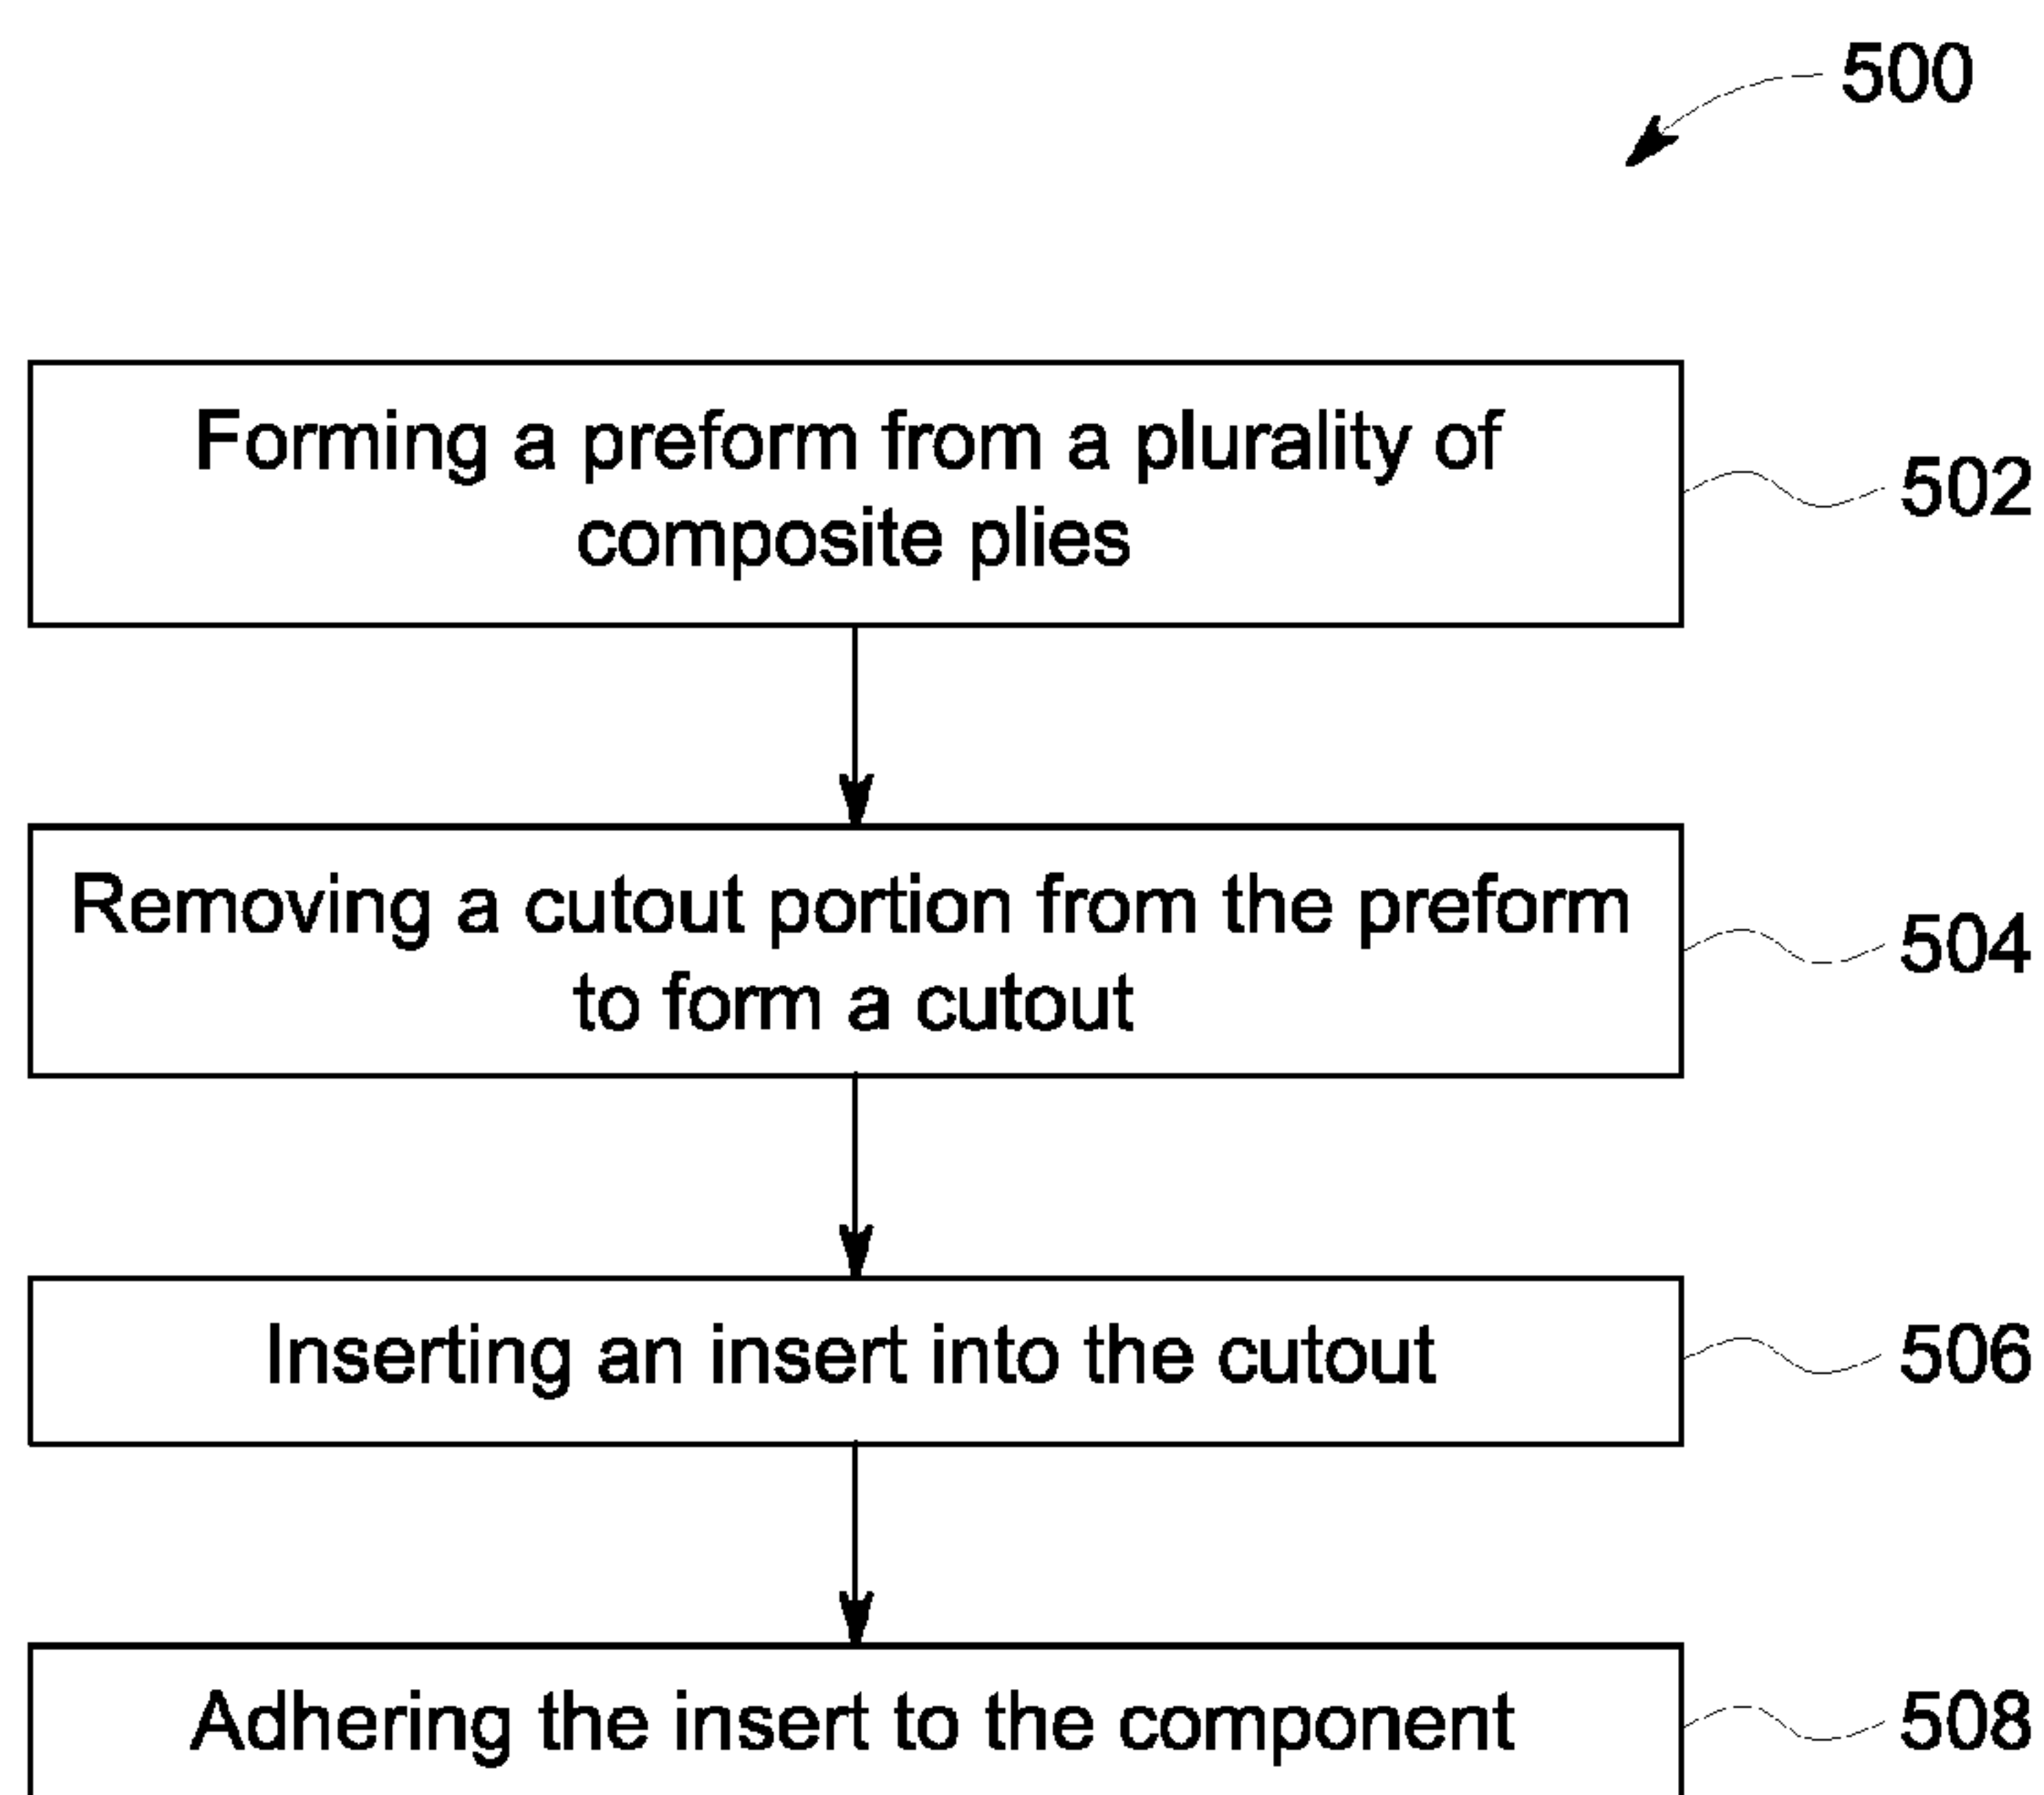 500
Forming a preform from a plurality of
composite plies
502
Removing a cutout portion from the preform
to form a cutout
504
Inserting an insert into the cutout
506
Adhering the insert to the component
508